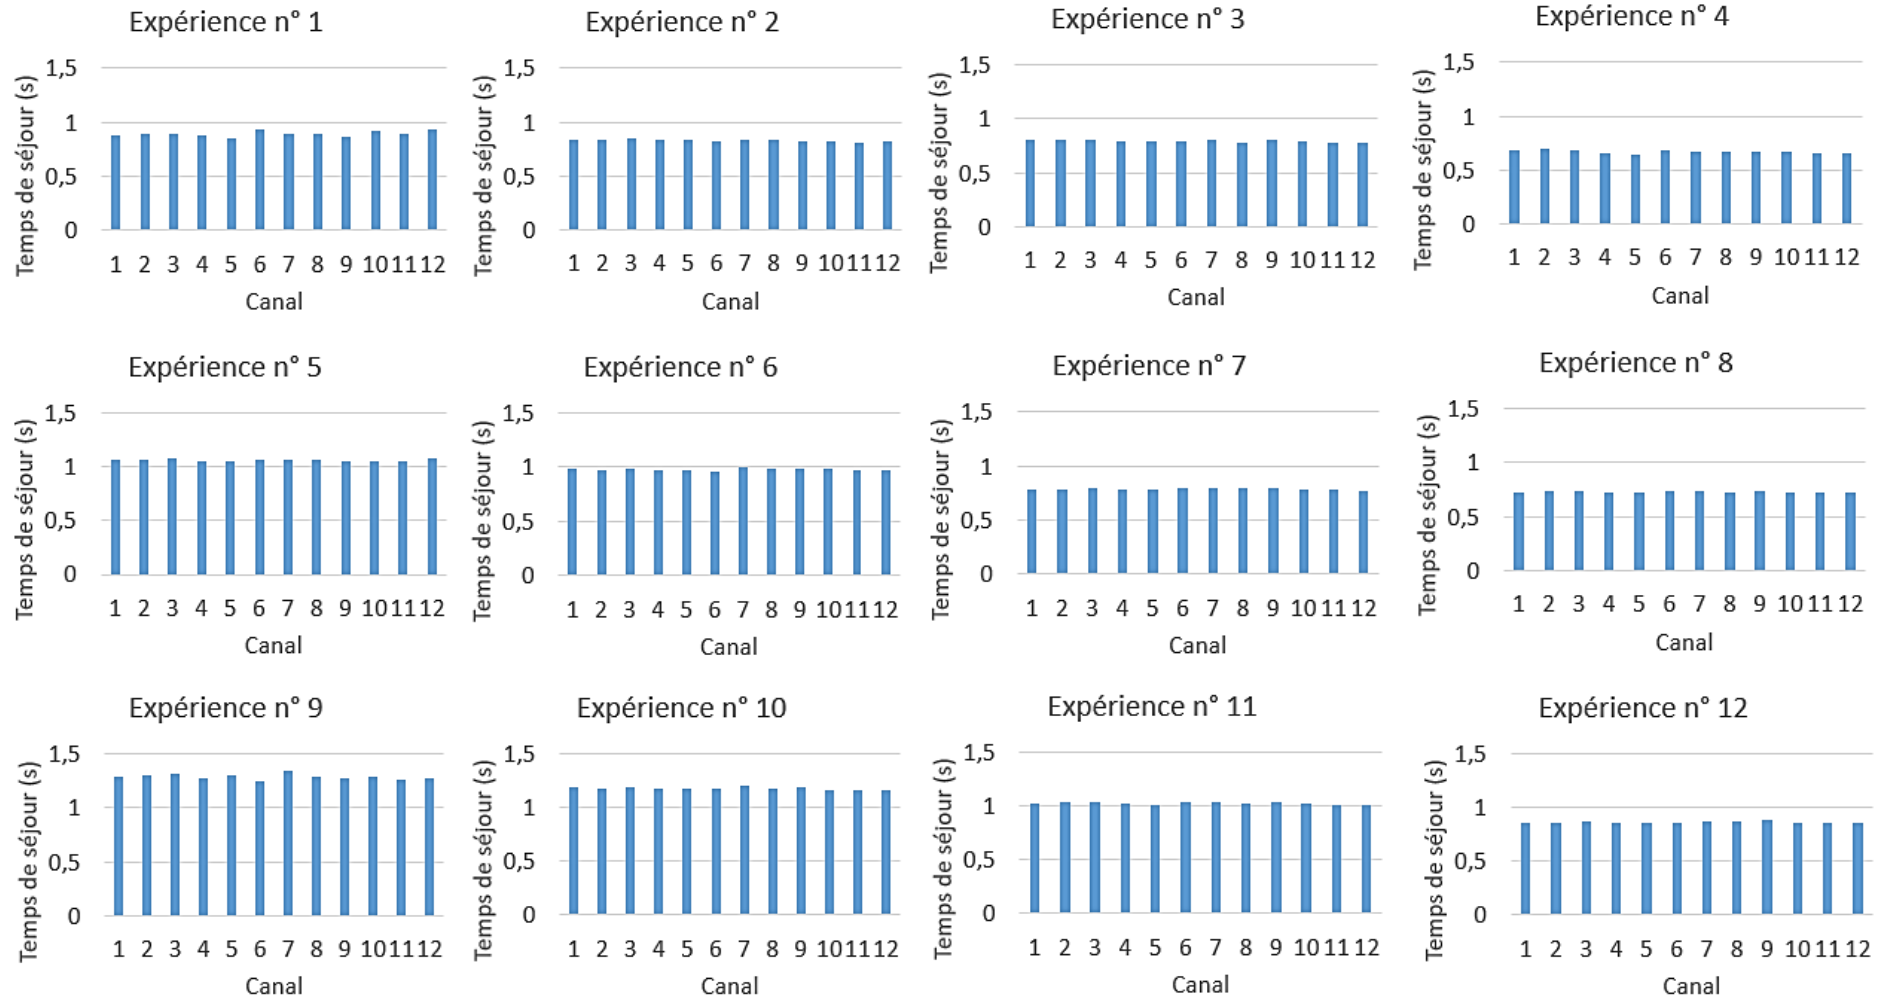 Expérience n° 1
Temps de séjour (s)
1,5
1
0,5
0
1 2 3 4 5 6 7 8 9 10 11 12
Canal
Expérience n° 2
Temps de séjour (s)
1,5
1
0,5
0
1 2 3 4 5 6 7 8 9 10 11 12
Canal
Expérience n° 3
Temps de séjour (s)
1,5
1
0,5
0
1 2 3 4 5 6 7 8 9 10 11 12
Canal
Expérience n° 4
Temps de séjour (s)
1,5
1
0,5
0
1 2 3 4 5 6 7 8 9 10 11 12
Canal
Expérience n° 5
Temps de séjour (s)
1,5
1
0,5
0
1 2 3 4 5 6 7 8 9 10 11 12
Canal
Expérience n° 6
Temps de séjour (s)
1,5
1
0,5
0
1 2 3 4 5 6 7 8 9 10 11 12
Canal
Expérience n° 7
Temps de séjour (s)
1,5
1
0,5
0
1 2 3 4 5 6 7 8 9 10 11 12
Canal
Expérience n° 8
Temps de séjour (s)
1,5
1
0,5
0
1 2 3 4 5 6 7 8 9 10 11 12
Canal
Expérience n° 9
Temps de séjour (s)
1,5
1
0,5
0
1 2 3 4 5 6 7 8 9 10 11 12
Canal
Expérience n° 10
Temps de séjour (s)
1,5
1
0,5
0
1 2 3 4 5 6 7 8 9 10 11 12
Canal
Expérience n° 11
Temps de séjour (s)
1,5
1
0,5
0
1 2 3 4 5 6 7 8 9 10 11 12
Canal
Expérience n° 12
Temps de séjour (s)
1,5
1
0,5
0
1 2 3 4 5 6 7 8 9 10 11 12
Canal